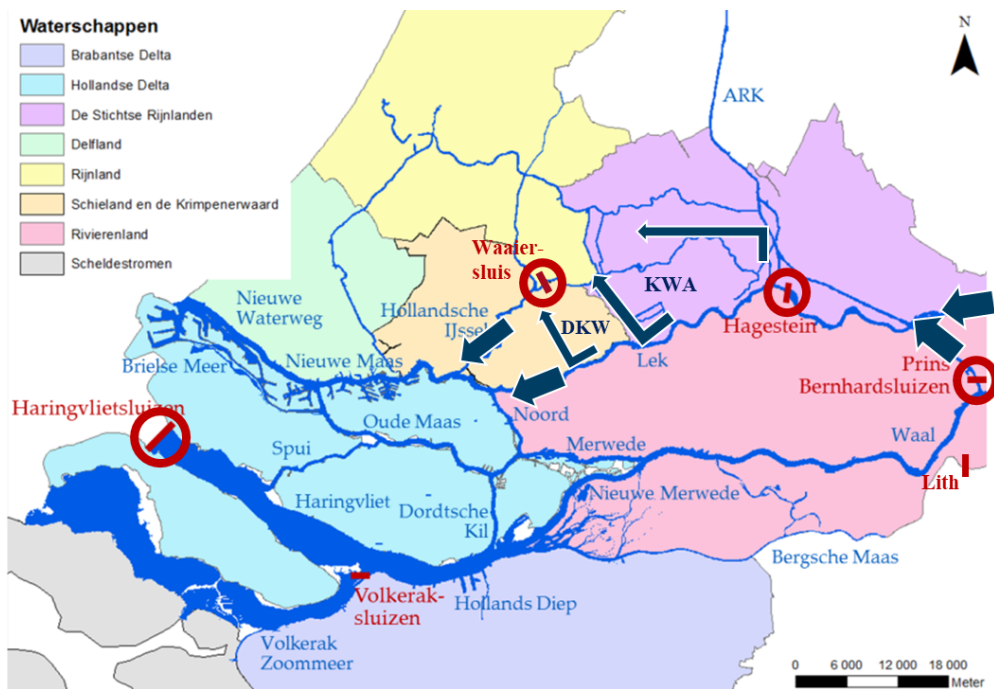 Waterschappen
Brabantse Delta
Hollandse Delta
De Stichtse Rijnlanden
Delfland
Rijnland
Schieland en de Krimpenerwaard
Rivierenland
Scheldestromen
N
ARK
Waaier-
sluis
KWA
Hollandsche
IJssel
DKW
Hagestein
Nieuwe
Waterweg
Nieuwe Maas
Lek
Brielse Meer
Prins
Bernhardsluizen
Haringvlietsluizen
Noord
Oude Maas
Waal
Spui
Merwede
Lith
Haringvliet
Nieuwe Merwede
Dordtsche
Kil
Bergsche Maas
Volkerak-
sluizen
Hollands Diep
Volkerak
Zoommeer
0 6 000 12 000 18 000
Meter